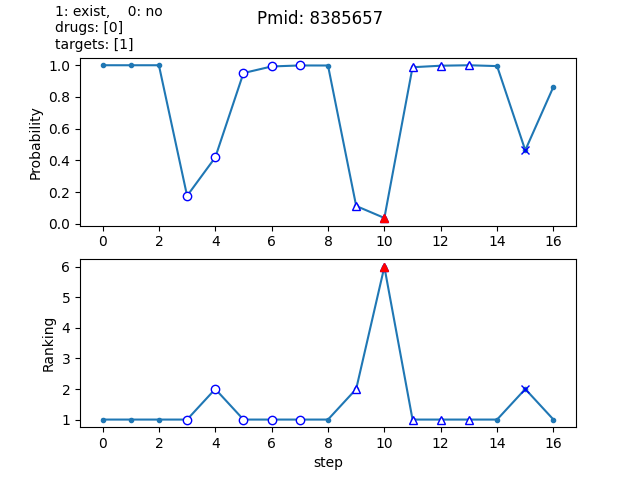 1: exist,    0: no
drugs: [0]
targets: [1]
Pmid: 8385657
1.0
0.8
0.6
0.4
0.2
0.0
Probability
0 2 4 6 8 10 12 14 16
6
5
4
3
2
1
Ranking
0 2 4 6 8 10 12 14 16
step